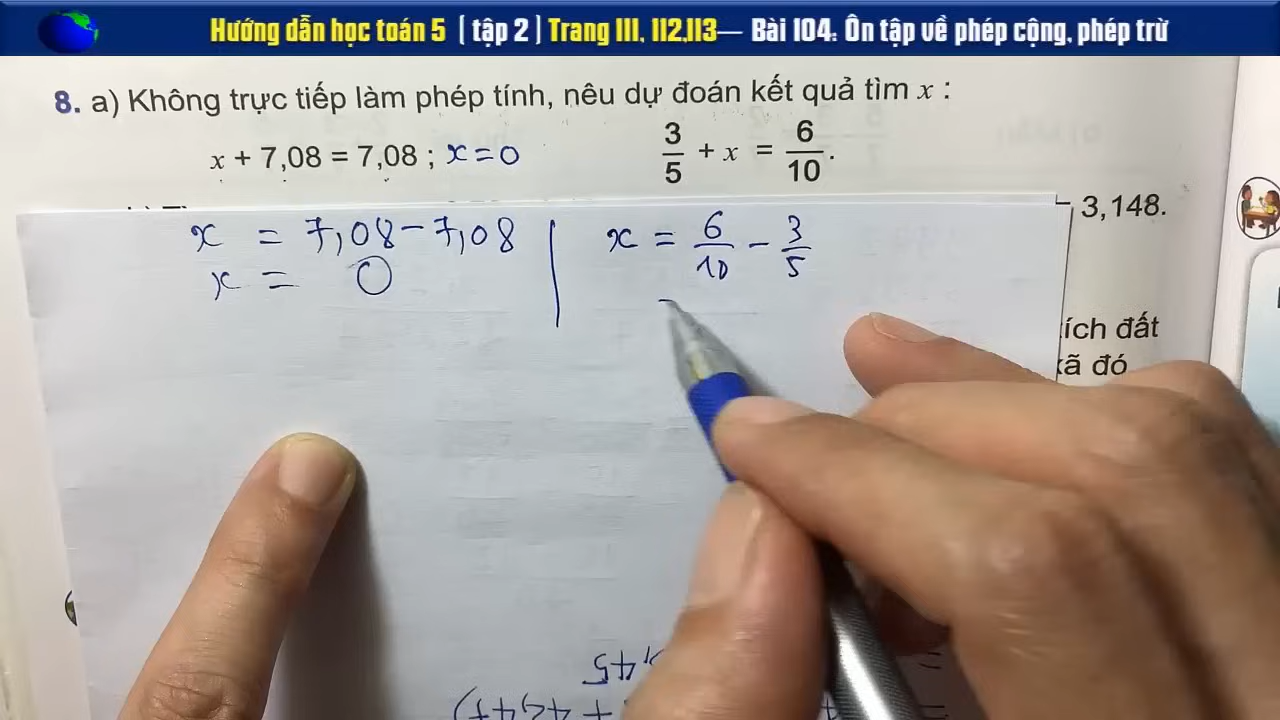 Hướng dẫn học toán 5 ( tập 2 ) Trang 111, 112,113— Bài 104: Ôn tập về phép cộng, phép trừ
8. a) Không trực tiếp làm phép tính, nêu dự đoán kết quả tìm x :
x + 7,08 = 7,08 ; x = 0
3/5 + x = 6/10.
3,148.
x = 7,08 - 7,08
x = 0
x = 6/10 - 3/5
ích đất
xã đó